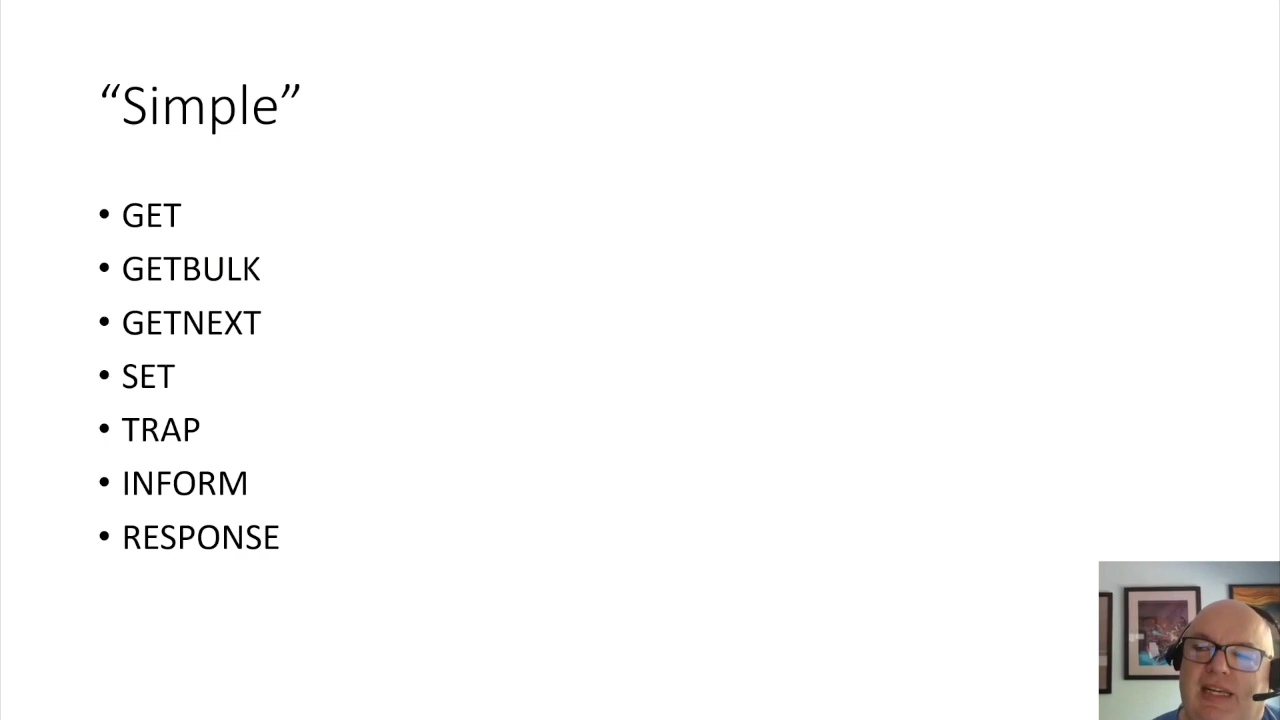 “Simple”
• GET
• GETBULK
• GETNEXT
• SET
• TRAP
• INFORM
• RESPONSE